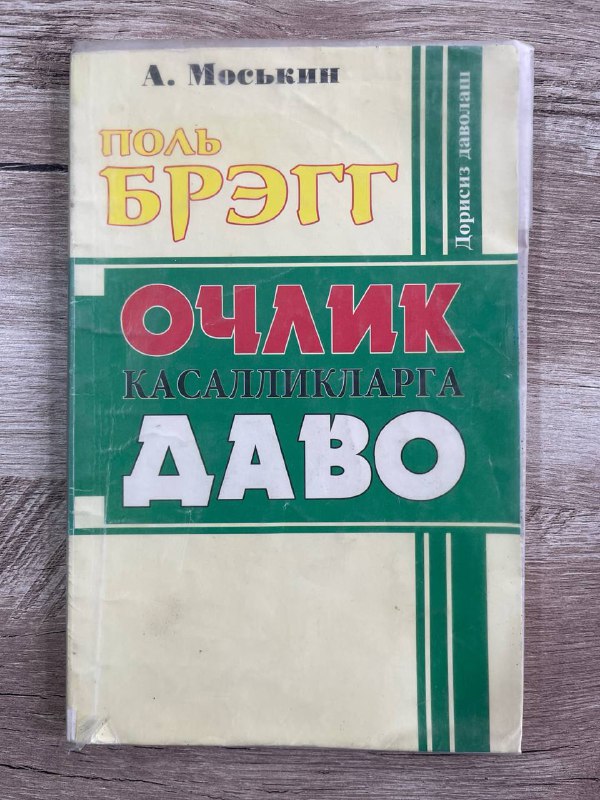 А. Моськин
ПОЛЬ
БРЭГГ
Дорисиз даволаш
ОЧЛИК
КАСАЛЛИКЛАРГА
ДАВО